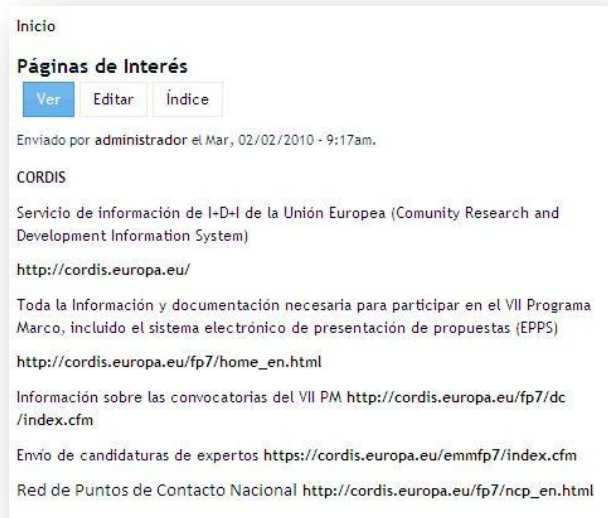 Inicio
Páginas de Interés
Ver Editar Índice
Enviado por administrador el Mar, 02/02/2010 - 9:17am.
CORDIS
Servicio de información de I+D+I de la Unión Europea (Comunity Research and
Development Information System)
http://cordis.europa.eu/
Toda la Información y documentación necesaria para participar en el VII Programa
Marco, incluido el sistema electrónico de presentación de propuestas (EPPS)
http://cordis.europa.eu/fp7/home_en.html
Información sobre las convocatorias del VII PM http://cordis.europa.eu/fp7/dc
/index.cfm
Envío de candidaturas de expertos https://cordis.europa.eu/emmfp7/index.cfm
Red de Puntos de Contacto Nacional http://cordis.europa.eu/fp7/ncp_en.html